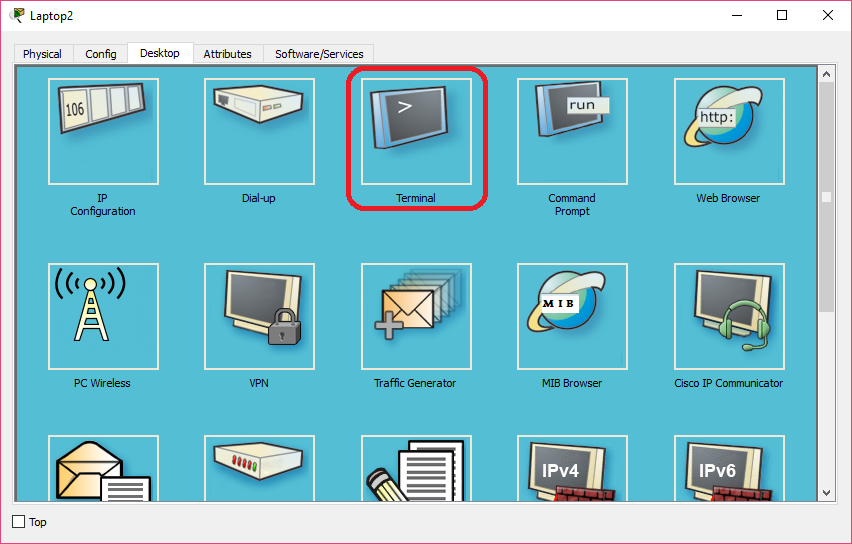 Laptop2
Physical Config Desktop Attributes Software/Services
106
>
run
http:
IP
Configuration
Dial-up
Terminal
Command
Prompt
Web Browser
MIB
PC Wireless
VPN
Traffic Generator
MIB Browser
Cisco IP Communicator
IPv4
IPv6
Top